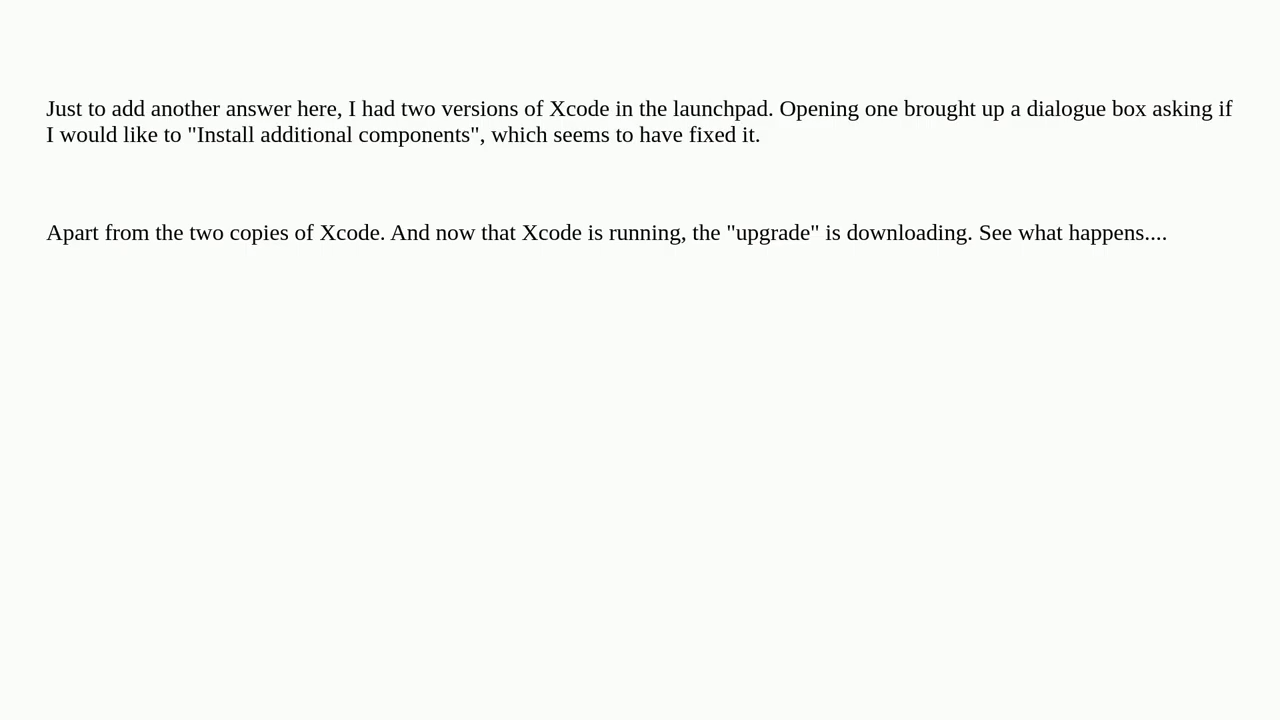 Just to add another answer here, I had two versions of Xcode in the launchpad. Opening one brought up a dialogue box asking if
I would like to "Install additional components", which seems to have fixed it.
Apart from the two copies of Xcode. And now that Xcode is running, the "upgrade" is downloading. See what happens....